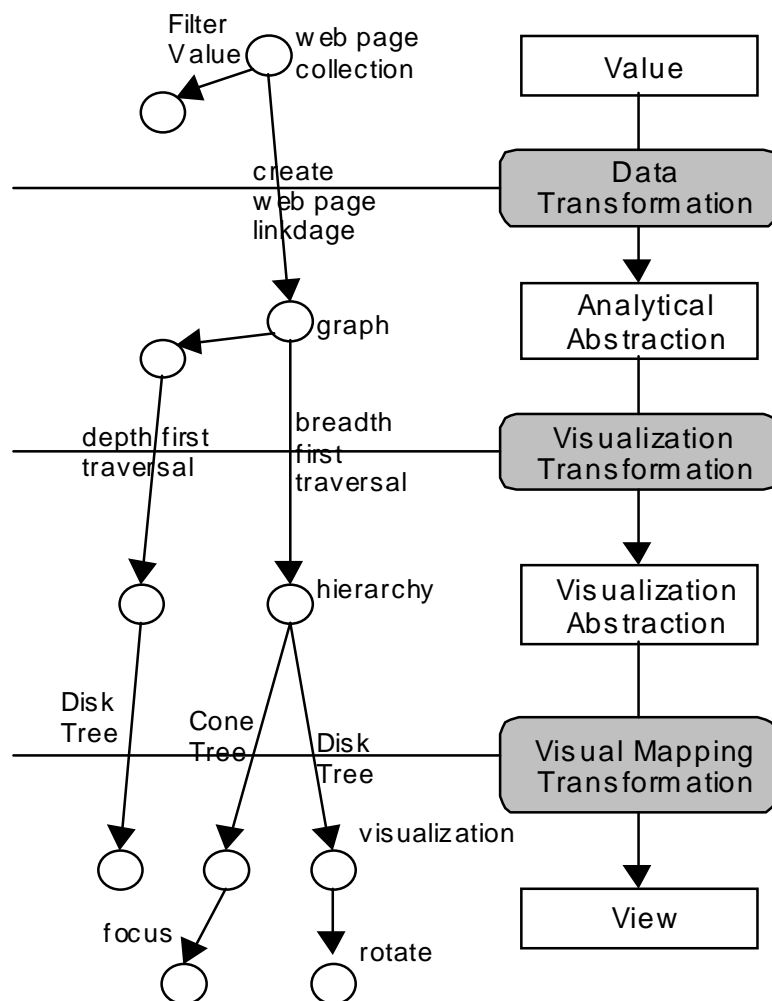 Filter
Value
web page
collection
Value
create
web page
linkdage
Data
Transformation
graph
Analytical
Abstraction
depth first
traversal
breadth
first
traversal
Visualization
Transformation
hierarchy
Visualization
Abstraction
Disk
Tree
Cone
Tree
Disk
Tree
Visual Mapping
Transformation
visualization
View
focus
rotate